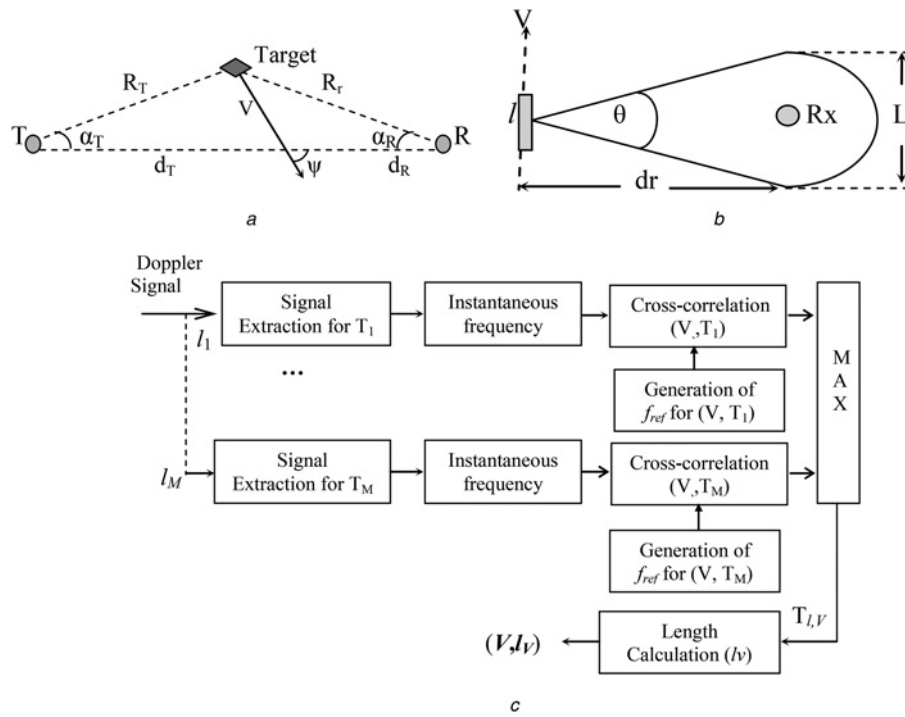 a
Target
R_T
R_r
V
T
α_T
α_R
R
d_T
ψ
d_R
b
V
l
θ
Rx
L
dr
c
Doppler
Signal
l_1
Signal
Extraction for T_1
Instantaneous
frequency
Cross-correlation
(V,,T_1)
M
A
X
...
Generation of
f_ref for (V, T_1)
l_M
Signal
Extraction for T_M
Instantaneous
frequency
Cross-correlation
(V,,T_M)
Generation of
f_ref for (V, T_M)
T_l,V
Length
Calculation (lv)
(V,l_V)